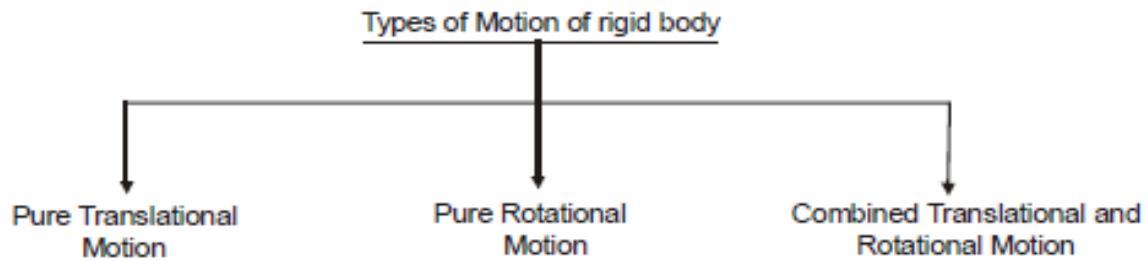 Types of Motion of rigid body
Pure Translational
Motion
Pure Rotational
Motion
Combined Translational and
Rotational Motion